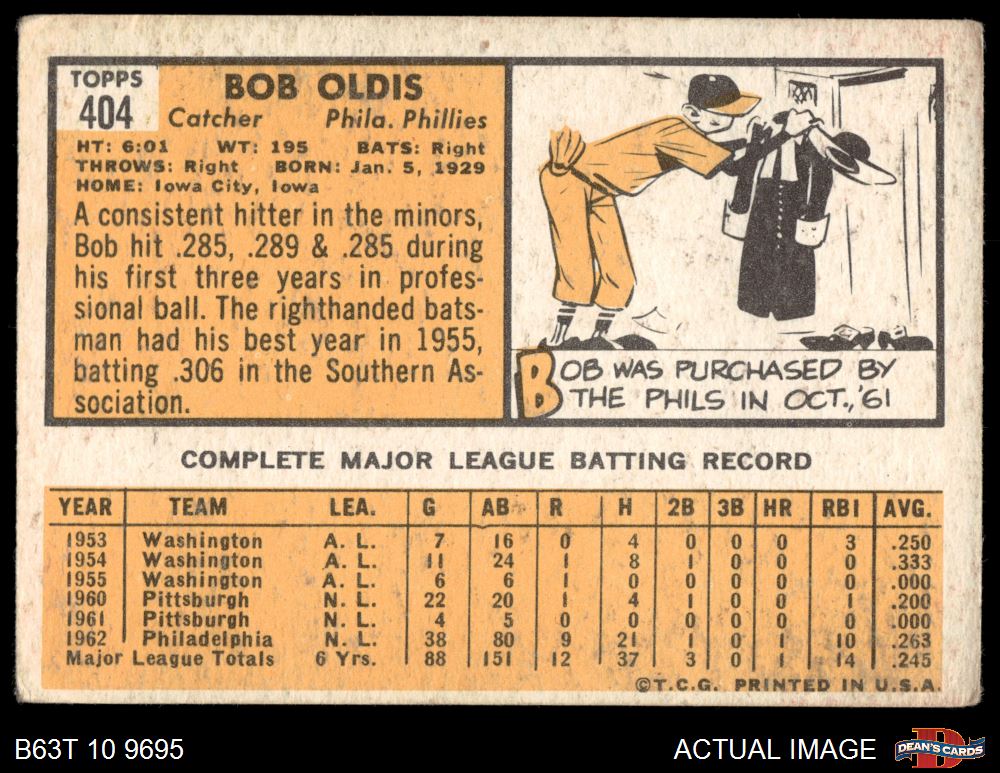 TOPPS
404
BOB OLDIS
Catcher Phila. Phillies
HT: 6:01 WT: 195 BATS: Right
THROWS: Right BORN: Jan. 5, 1929
HOME: Iowa City, Iowa
A consistent hitter in the minors,
Bob hit .285, .289 & .285 during
his first three years in profes-
sional ball. The righthanded bats-
man had his best year in 1955,
batting .306 in the Southern As-
sociation.
BOB WAS PURCHASED BY
THE PHILS IN OCT., '61
COMPLETE MAJOR LEAGUE BATTING RECORD
YEAR TEAM LEA. G AB R H 2B 3B HR RBI AVG.
1953 Washington A. L. 7 16 0 4 0 0 0 3 .250
1954 Washington A. L. 11 24 1 8 1 0 0 0 .333
1955 Washington A. L. 6 6 1 0 0 0 0 0 .000
1960 Pittsburgh N. L. 22 20 1 4 1 0 0 1 .200
1961 Pittsburgh N. L. 4 5 0 0 0 0 0 0 .000
1962 Philadelphia N. L. 38 80 9 21 1 0 1 10 .263
Major League Totals 6 Yrs. 88 151 12 37 3 0 1 14 .245
©T.C.G. PRINTED IN U.S.A.
B63T 10 9695 ACTUAL IMAGE DEAN'S CARDS